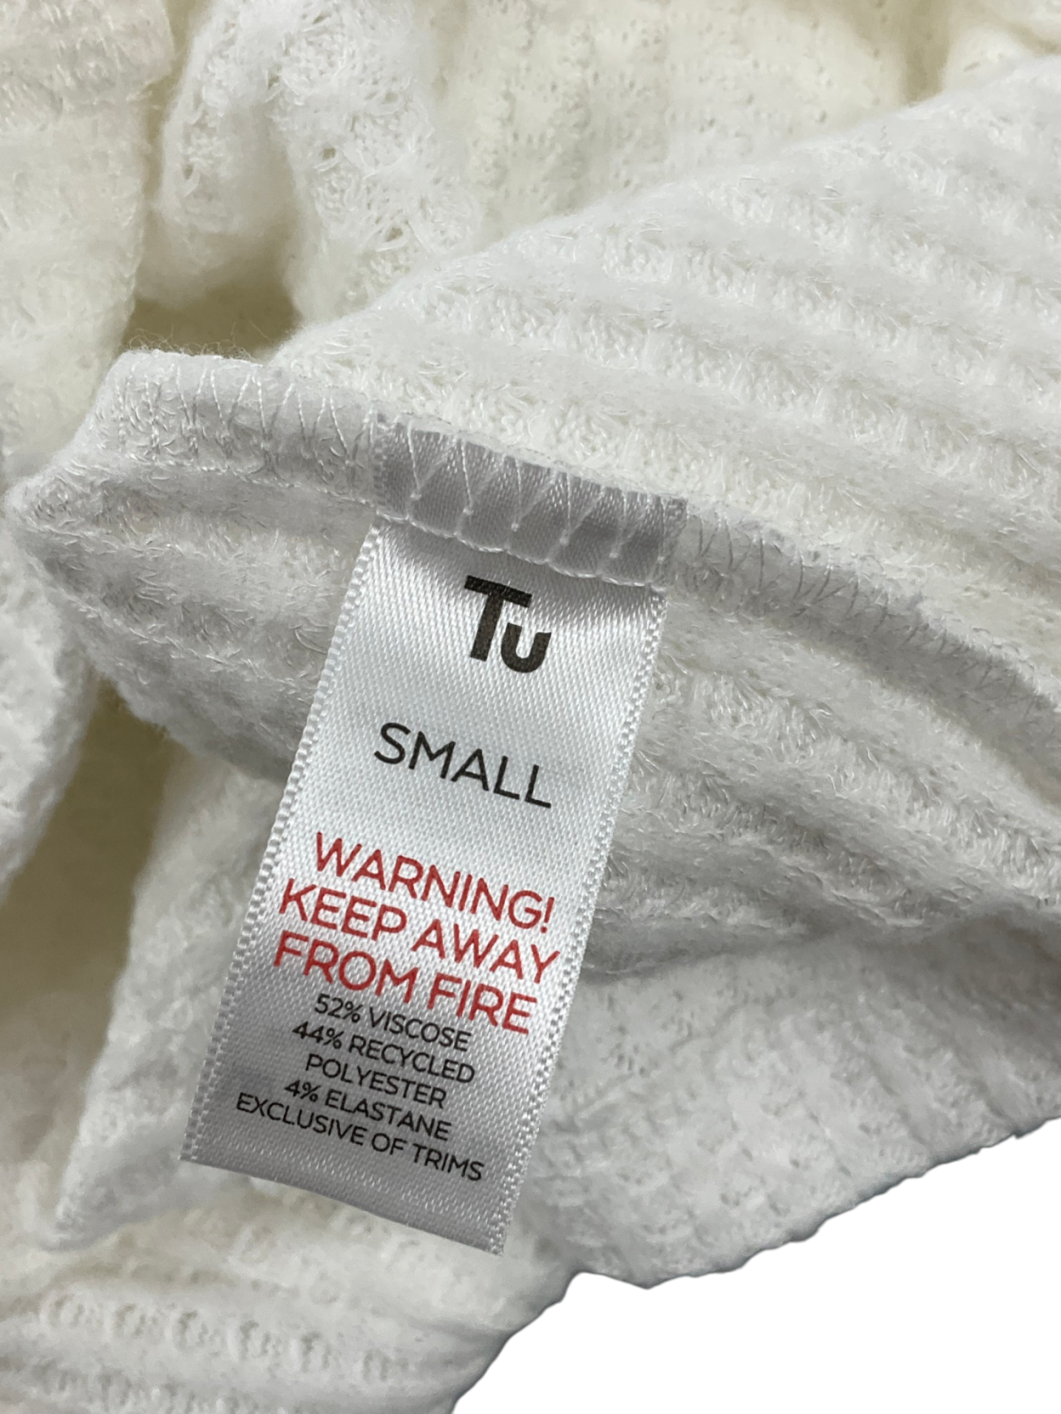 Tu
SMALL
WARNING!
KEEP AWAY
FROM FIRE
52% VISCOSE
44% RECYCLED
POLYESTER
4% ELASTANE
EXCLUSIVE OF TRIMS